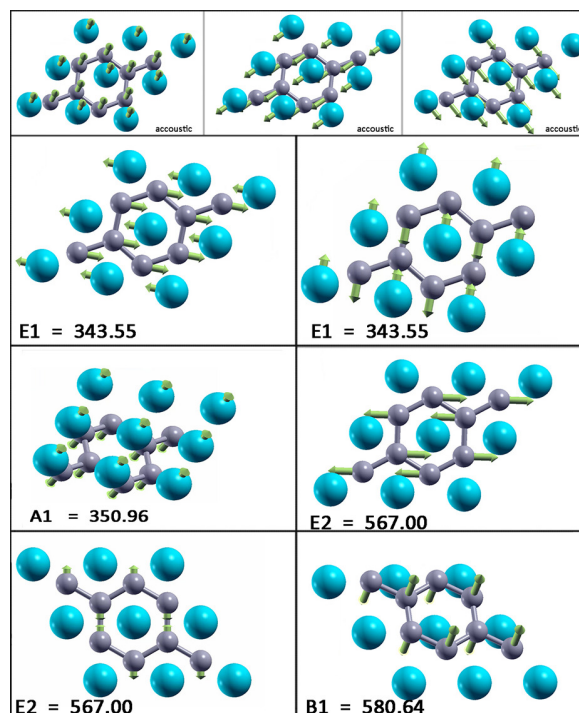 accoustic
accoustic
accoustic
E1 = 343.55
E1 = 343.55
A1 = 350.96
E2 = 567.00
E2 = 567.00
B1 = 580.64